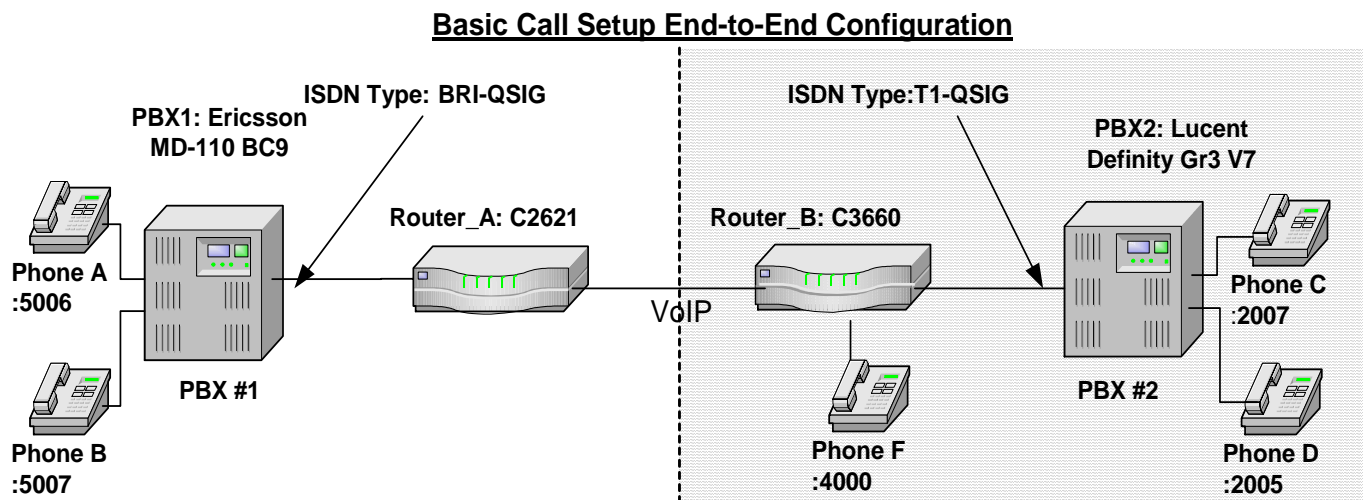 Basic Call Setup End-to-End Configuration
ISDN Type: BRI-QSIG
ISDN Type:T1-QSIG
PBX1: Ericsson
MD-110 BC9
PBX2: Lucent
Definity Gr3 V7
Router_A: C2621
Router_B: C3660
Phone A
:5006
VoIP
Phone C
:2007
PBX #1
PBX #2
Phone B
:5007
Phone F
:4000
Phone D
:2005